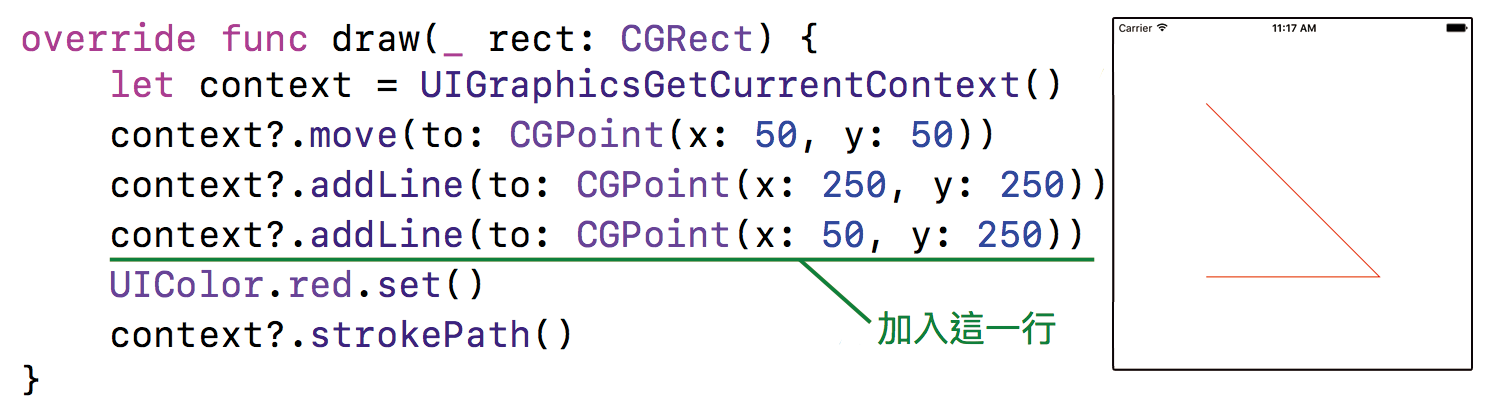 override func draw(_ rect: CGRect) {
let context = UIGraphicsGetCurrentContext()
context?.move(to: CGPoint(x: 50, y: 50))
context?.addLine(to: CGPoint(x: 250, y: 250))
context?.addLine(to: CGPoint(x: 50, y: 250))
UIColor.red.set()
context?.strokePath()
}
加入這一行
Carrier 11:17 AM